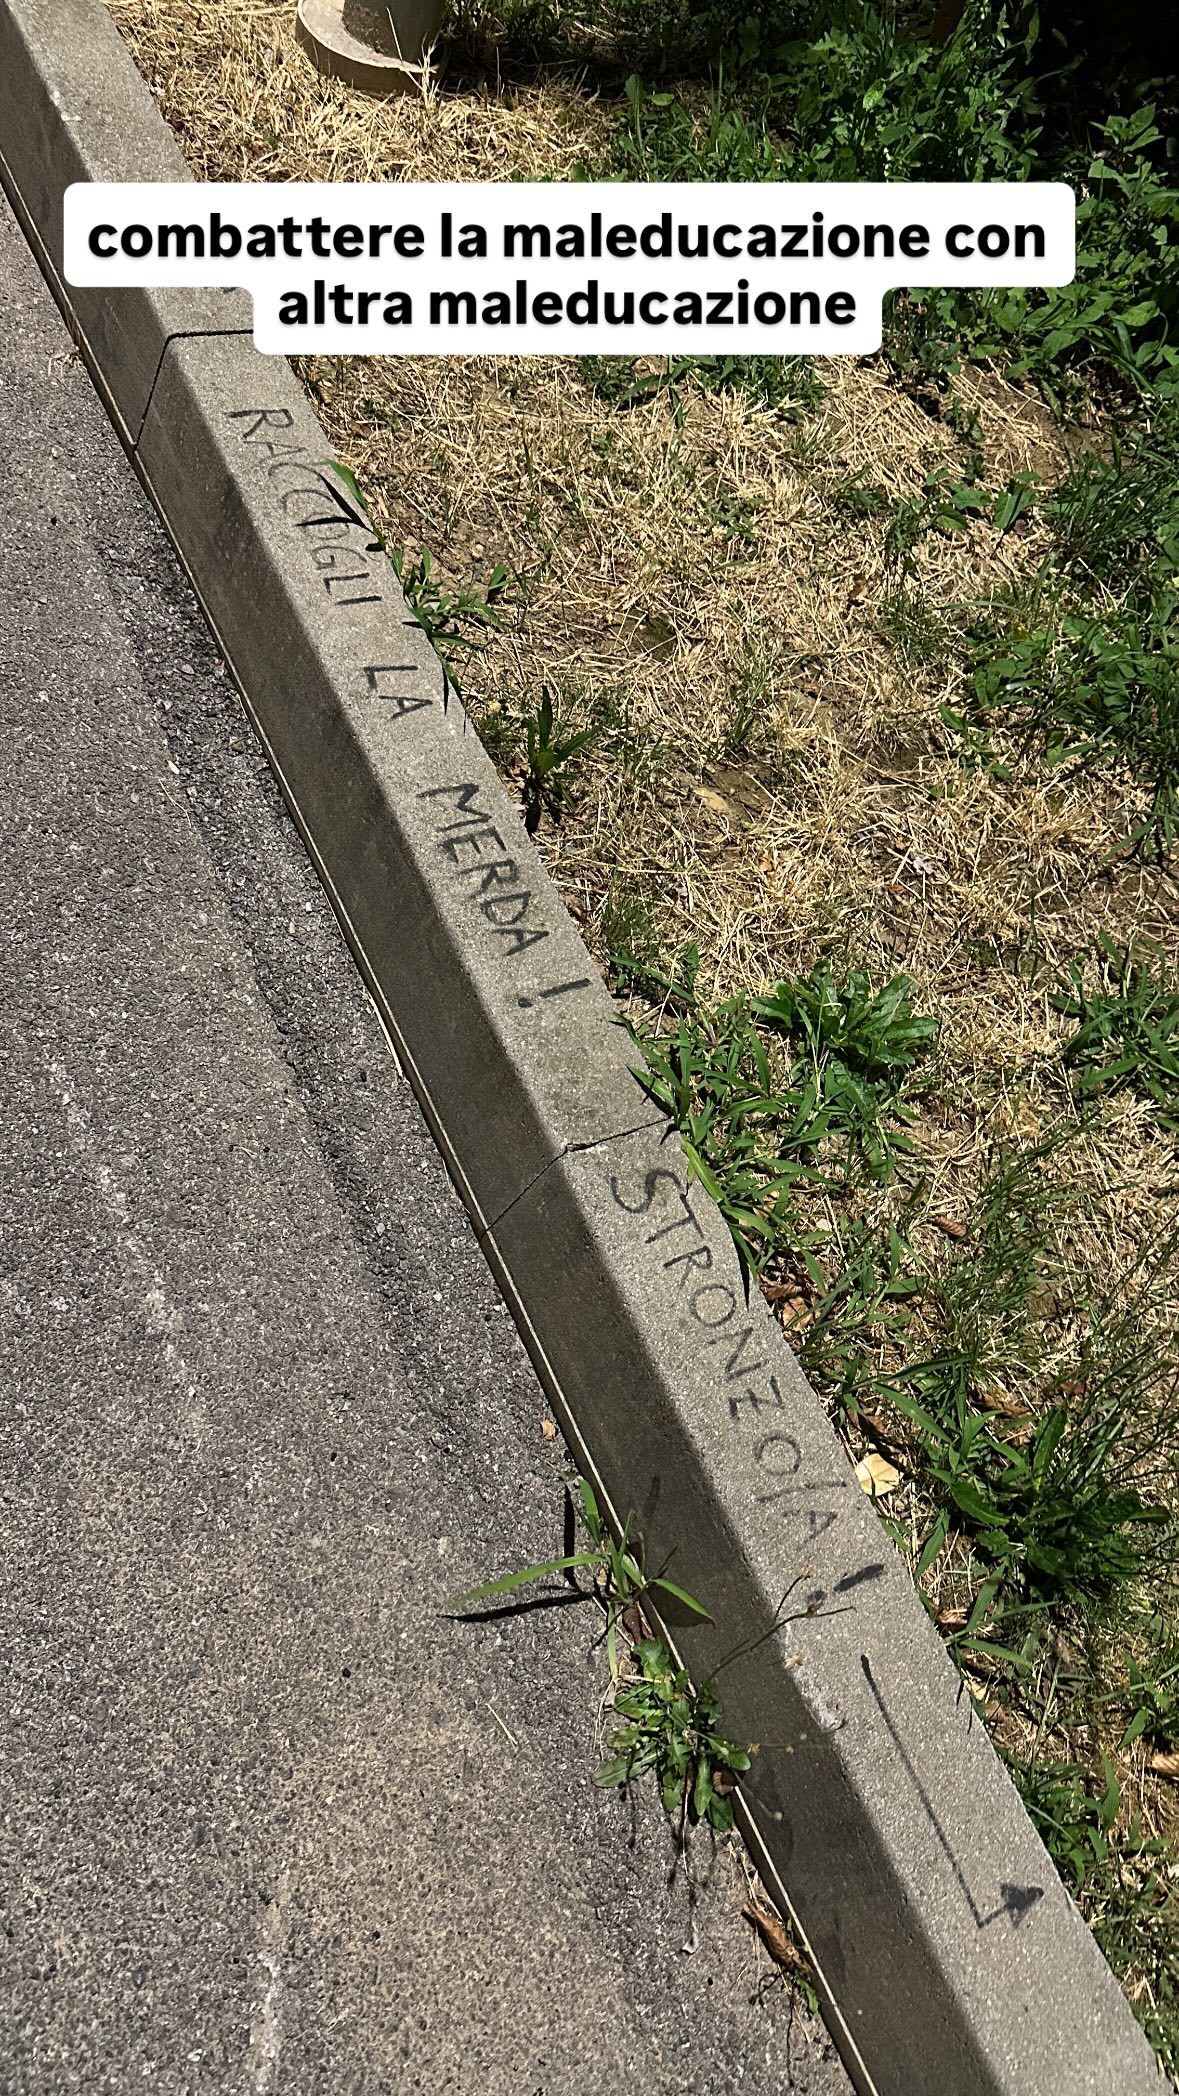 combattere la maleducazione con
altra maleducazione
RACCOGLI LA MERDA!
STRONZO/A!